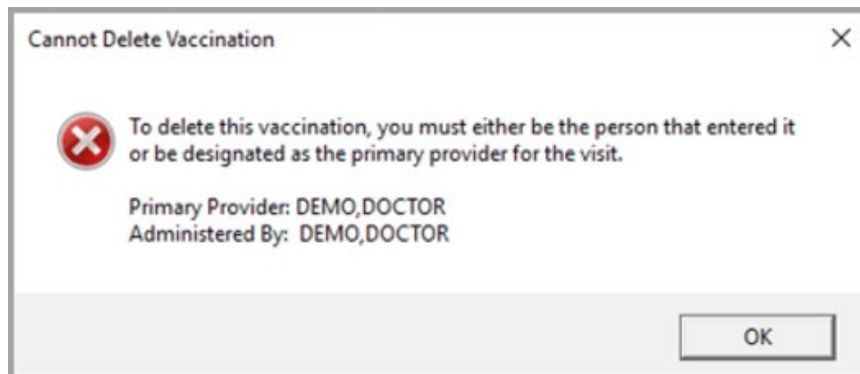 Cannot Delete Vaccination
To delete this vaccination, you must either be the person that entered it
or be designated as the primary provider for the visit.
Primary Provider: DEMO,DOCTOR
Administered By: DEMO,DOCTOR
OK